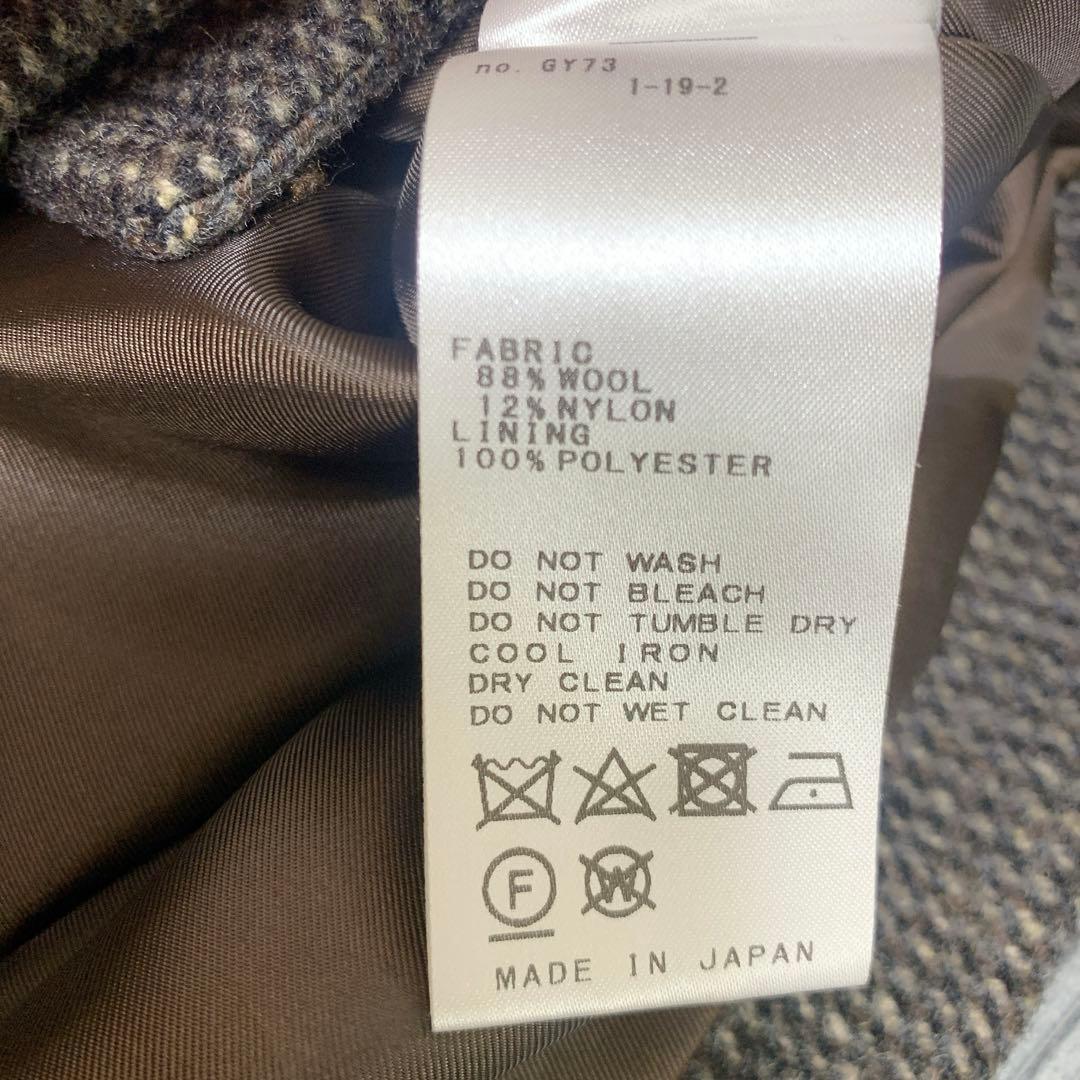 no. GY73
1-19-2
FABRIC
88% WOOL
12% NYLON
LINING
100% POLYESTER
DO NOT WASH
DO NOT BLEACH
DO NOT TUMBLE DRY
COOL IRON
DRY CLEAN
DO NOT WET CLEAN
F W
MADE IN JAPAN